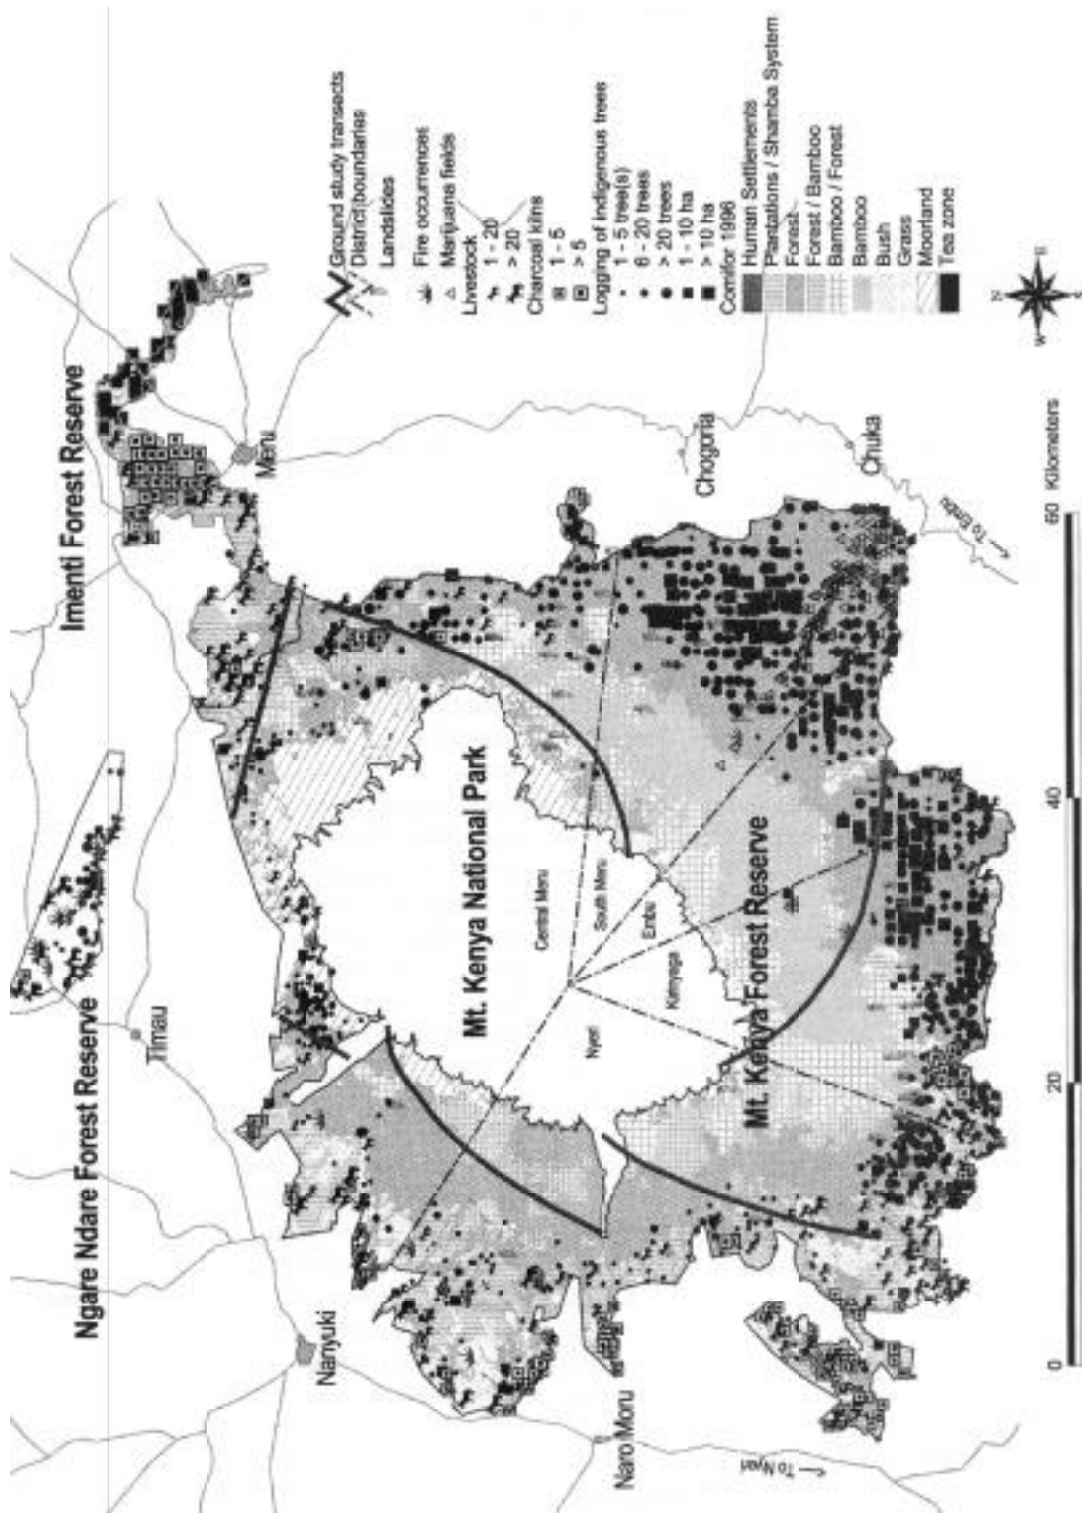 Ngare Ndare Forest Reserve
Imenti Forest Reserve
Timau
Nanyuki
Meru
Mt. Kenya National Park
Central Meru
South Meru
Embu
Nyeri
Mt. Kenya Forest Reserve
Naro Moru
Chogoria
Chuka
To Nyeri
To Embu
Ground study transects
District boundaries
Landslides
Fire occurrences
Marijuana fields
Livestock
1 - 20
> 20
Charcoal kilns
1 - 5
> 5
Logging of indigenous trees
1 - 5 tree(s)
6 - 20 trees
> 20 trees
1 - 10 ha
> 10 ha
Cornifor 1996
Human Settlements
Plantations / Shamba System
Forest
Forest / Bamboo
Bamboo / Forest
Bamboo
Bush
Grass
Moorland
Tea zone
N
W
E
S
0
20
40
60 Kilometers